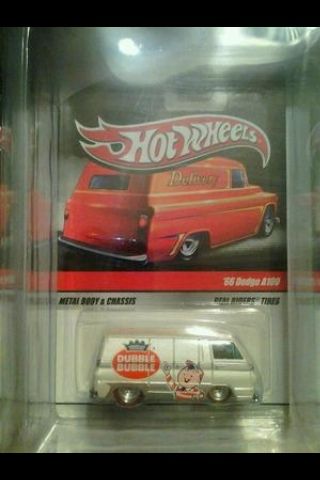 Hot Wheels
Delivery
'66 Dodge A100
METAL BODY & CHASSIS REAL RIDERS® TIRES
DUBBLE
BUBBLE